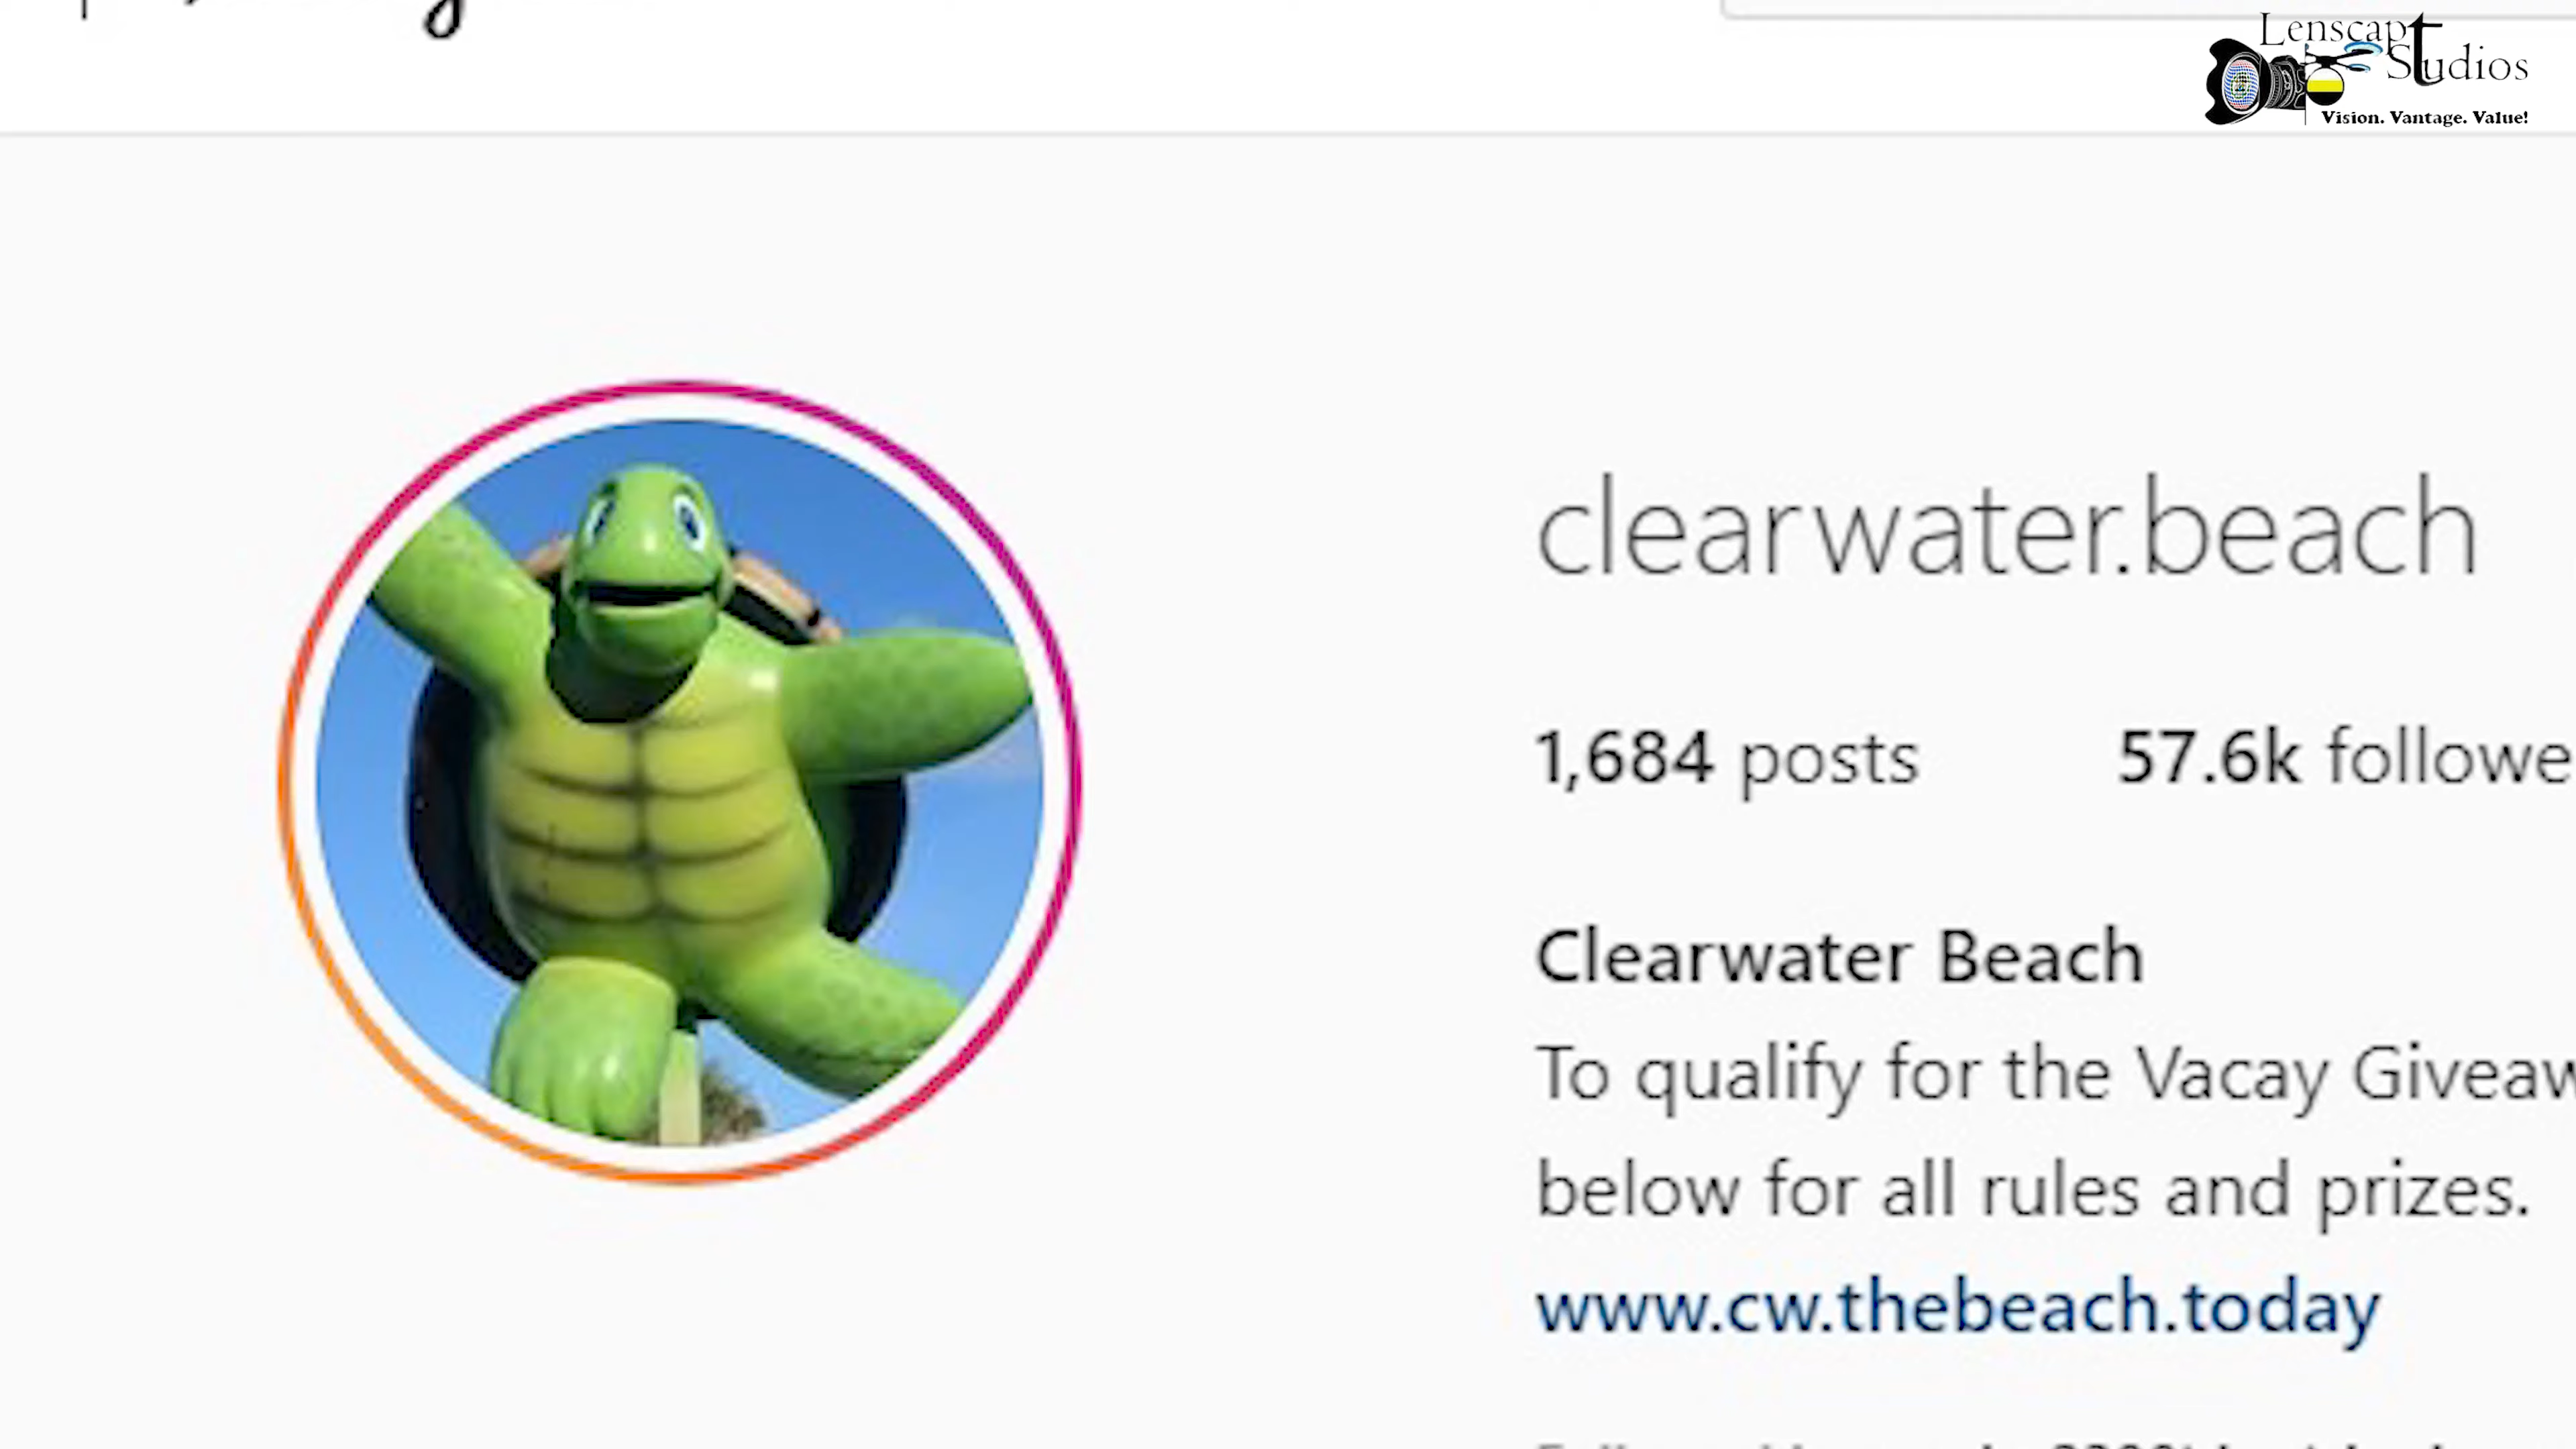 Lenscapt
Studios
Vision. Vantage. Value!
clearwater.beach
1,684 posts 57.6k followe
Clearwater Beach
To qualify for the Vacay Giveaw
below for all rules and prizes.
www.cw.thebeach.today